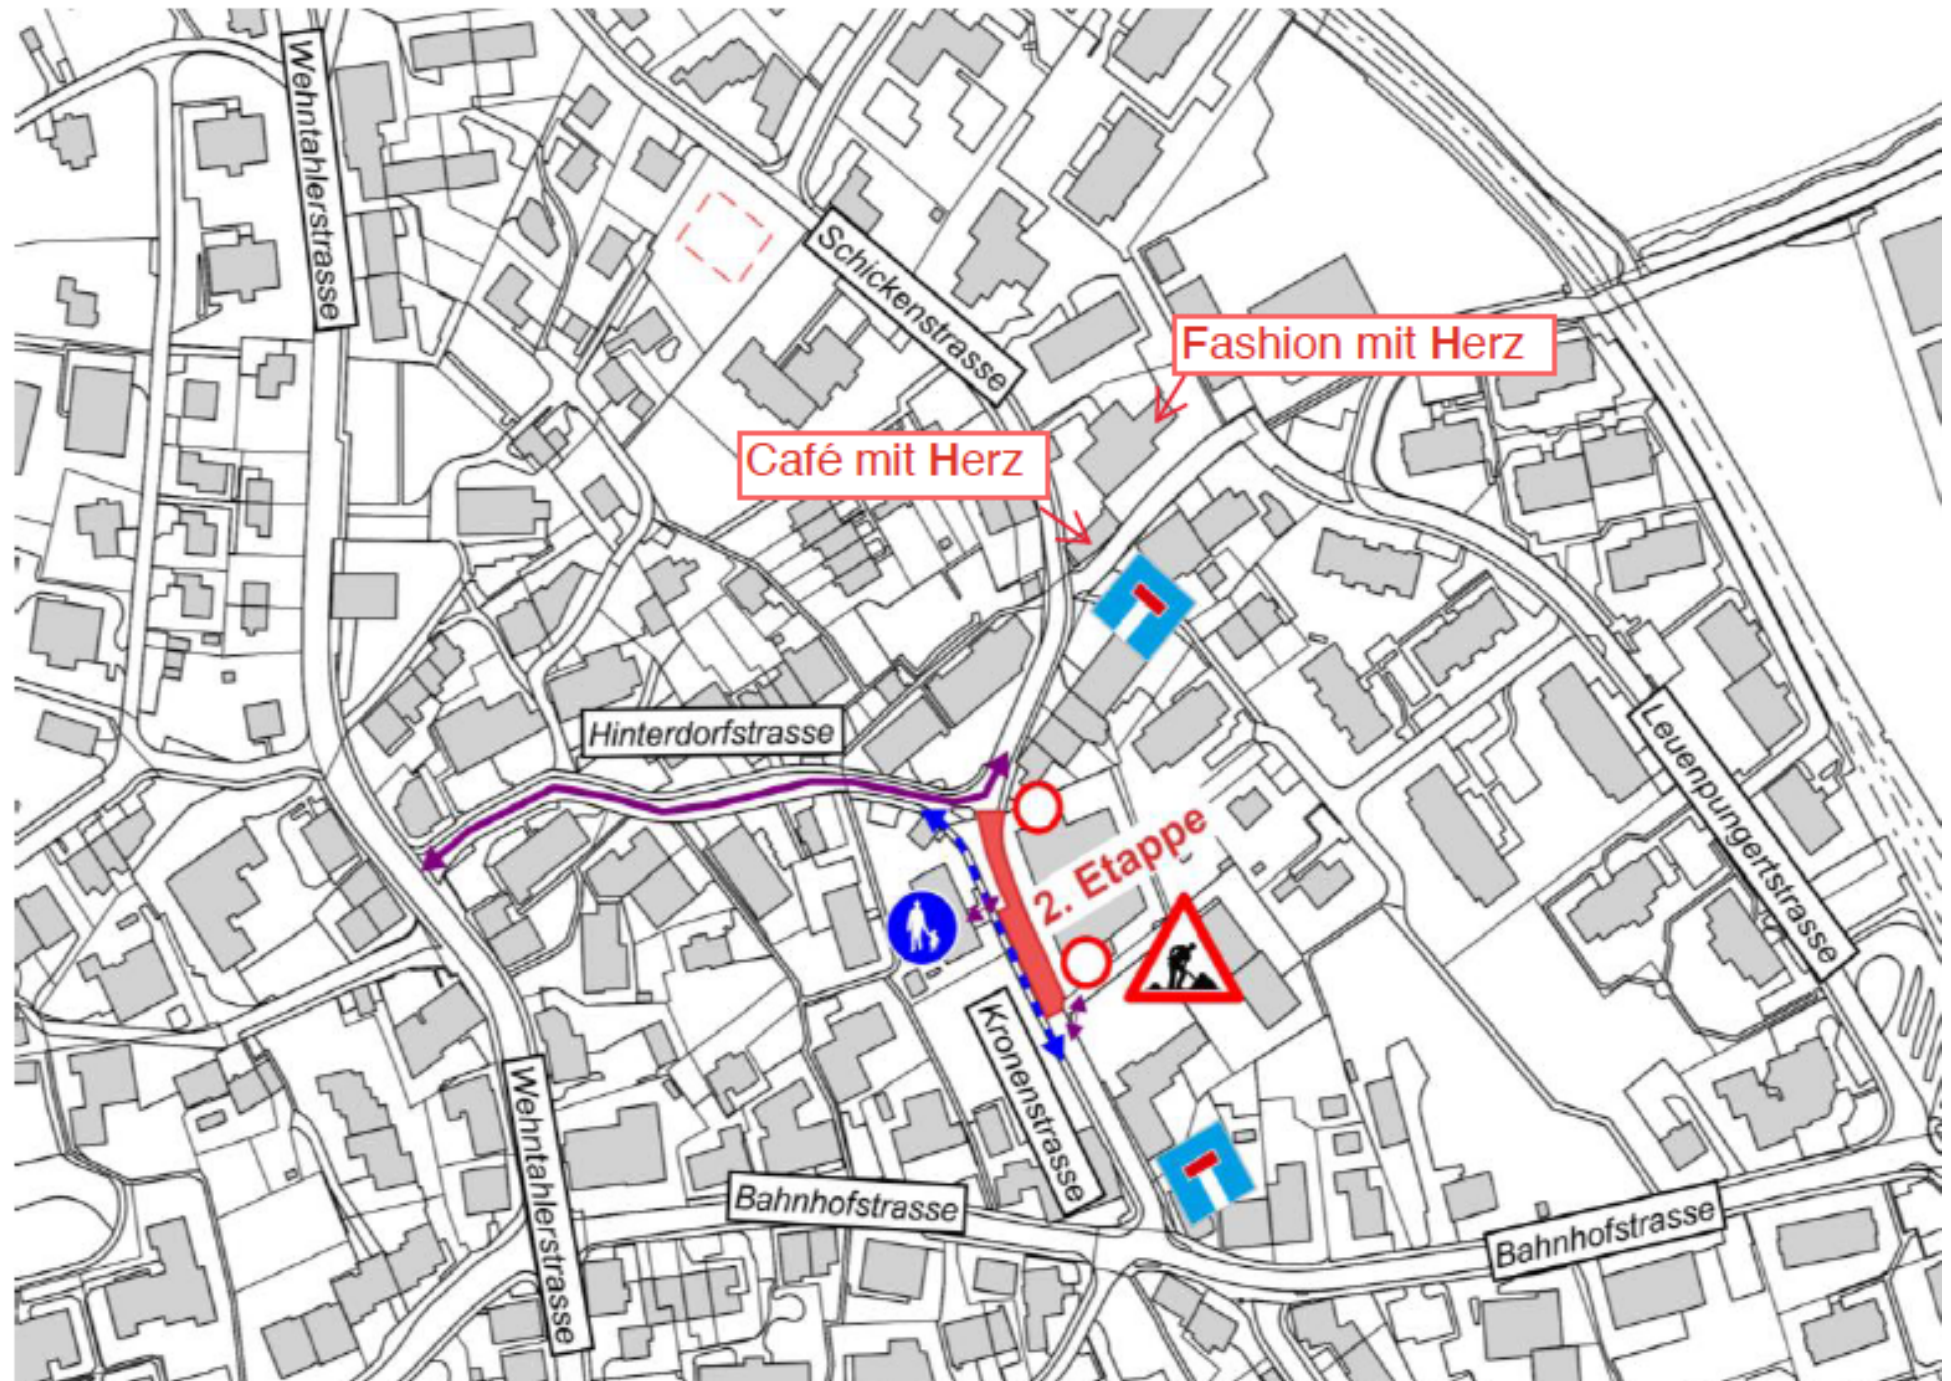 Wehntahlerstrasse
Schickenstrasse
Fashion mit Herz
Café mit Herz
Hinterdorfstrasse
Leuenpungertstrasse
2. Etappe
Kronenstrasse
Wehntahlerstrasse
Bahnhofstrasse
Bahnhofstrasse